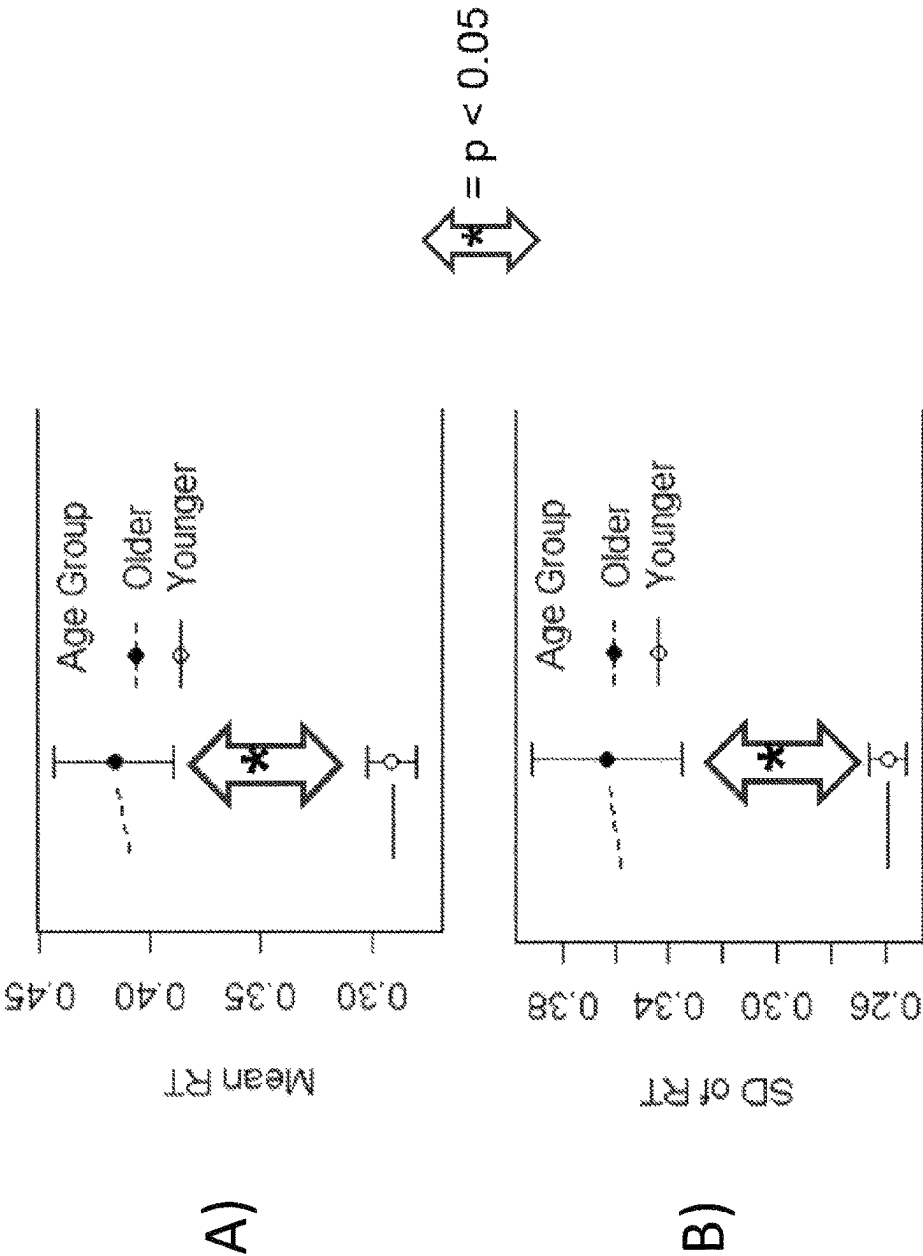 A)
Mean RT
0.45
0.40
0.35
0.30
Age Group
Older
Younger
*
B)
SD of RT
0.38
0.34
0.30
0.26
Age Group
Older
Younger
*
* = p < 0.05